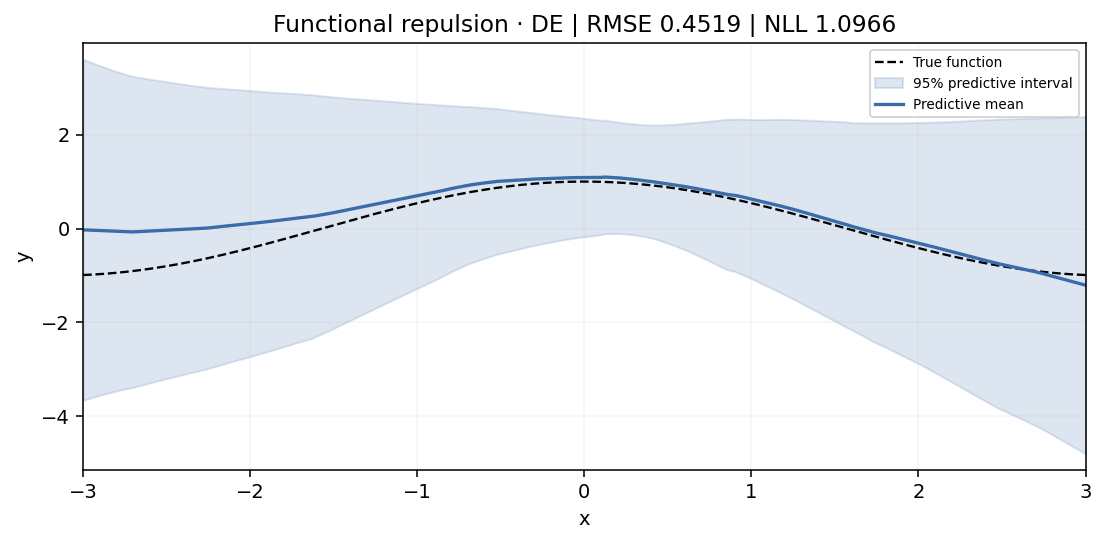 Functional repulsion · DE | RMSE 0.4519 | NLL 1.0966
True function
95% predictive interval
Predictive mean
2
0
−2
−4
y
−3
−2
−1
0
1
2
3
x